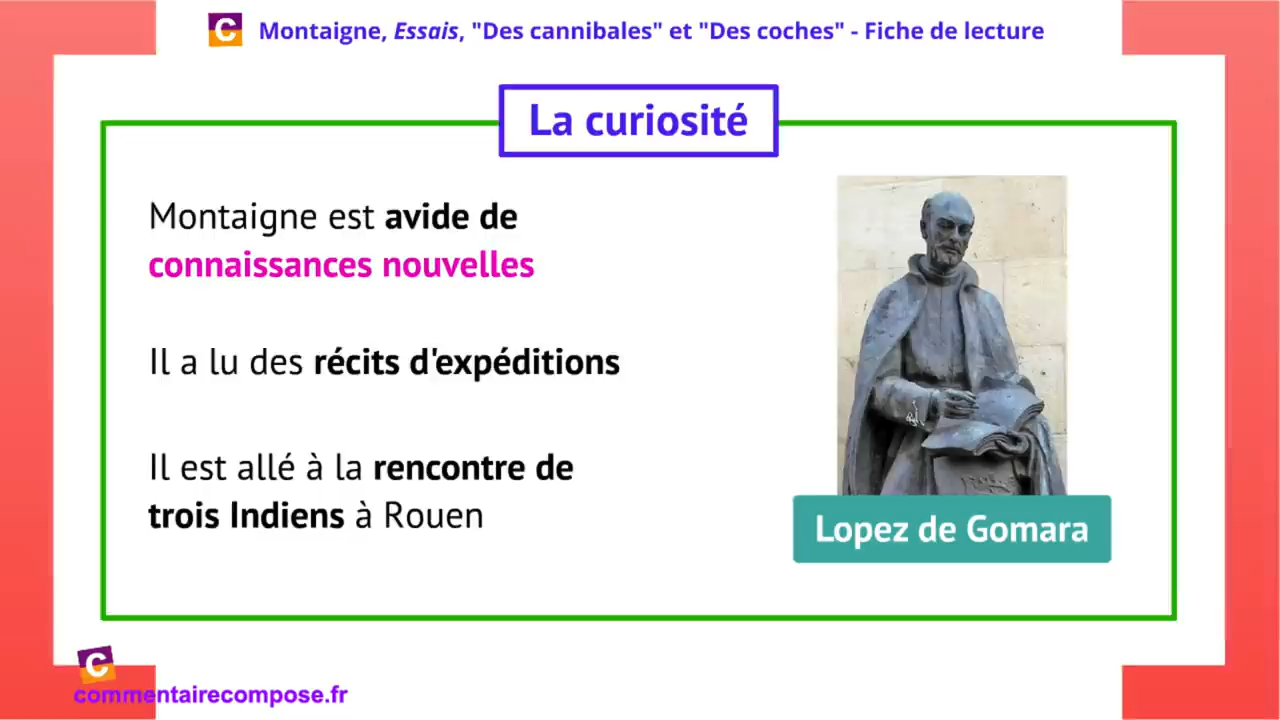 C Montaigne, Essais, "Des cannibales" et "Des coches" - Fiche de lecture
La curiosité
Montaigne est avide de
connaissances nouvelles
Il a lu des récits d'expéditions
Il est allé à la rencontre de
trois Indiens à Rouen
Lopez de Gomara
C
commentairecompose.fr